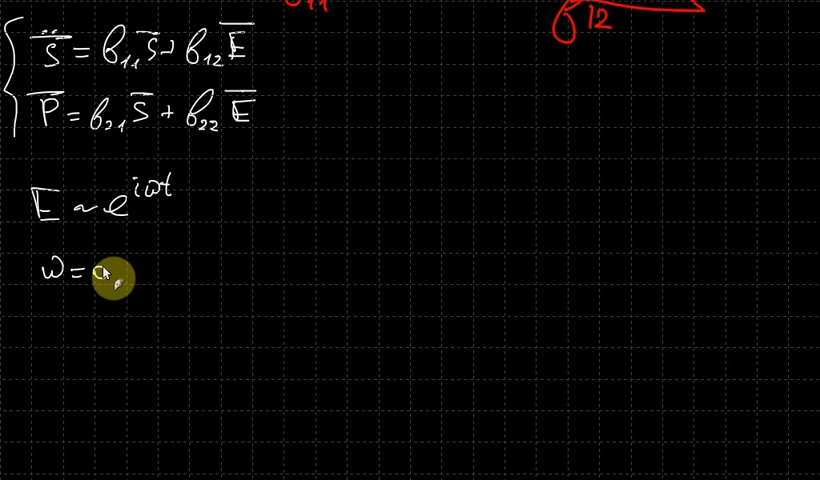 b 12
S̈ = b₁₁ S + b₁₂ E
P = b₂₁ S + b₂₂ E
E ~ e^{iωt}
ω =